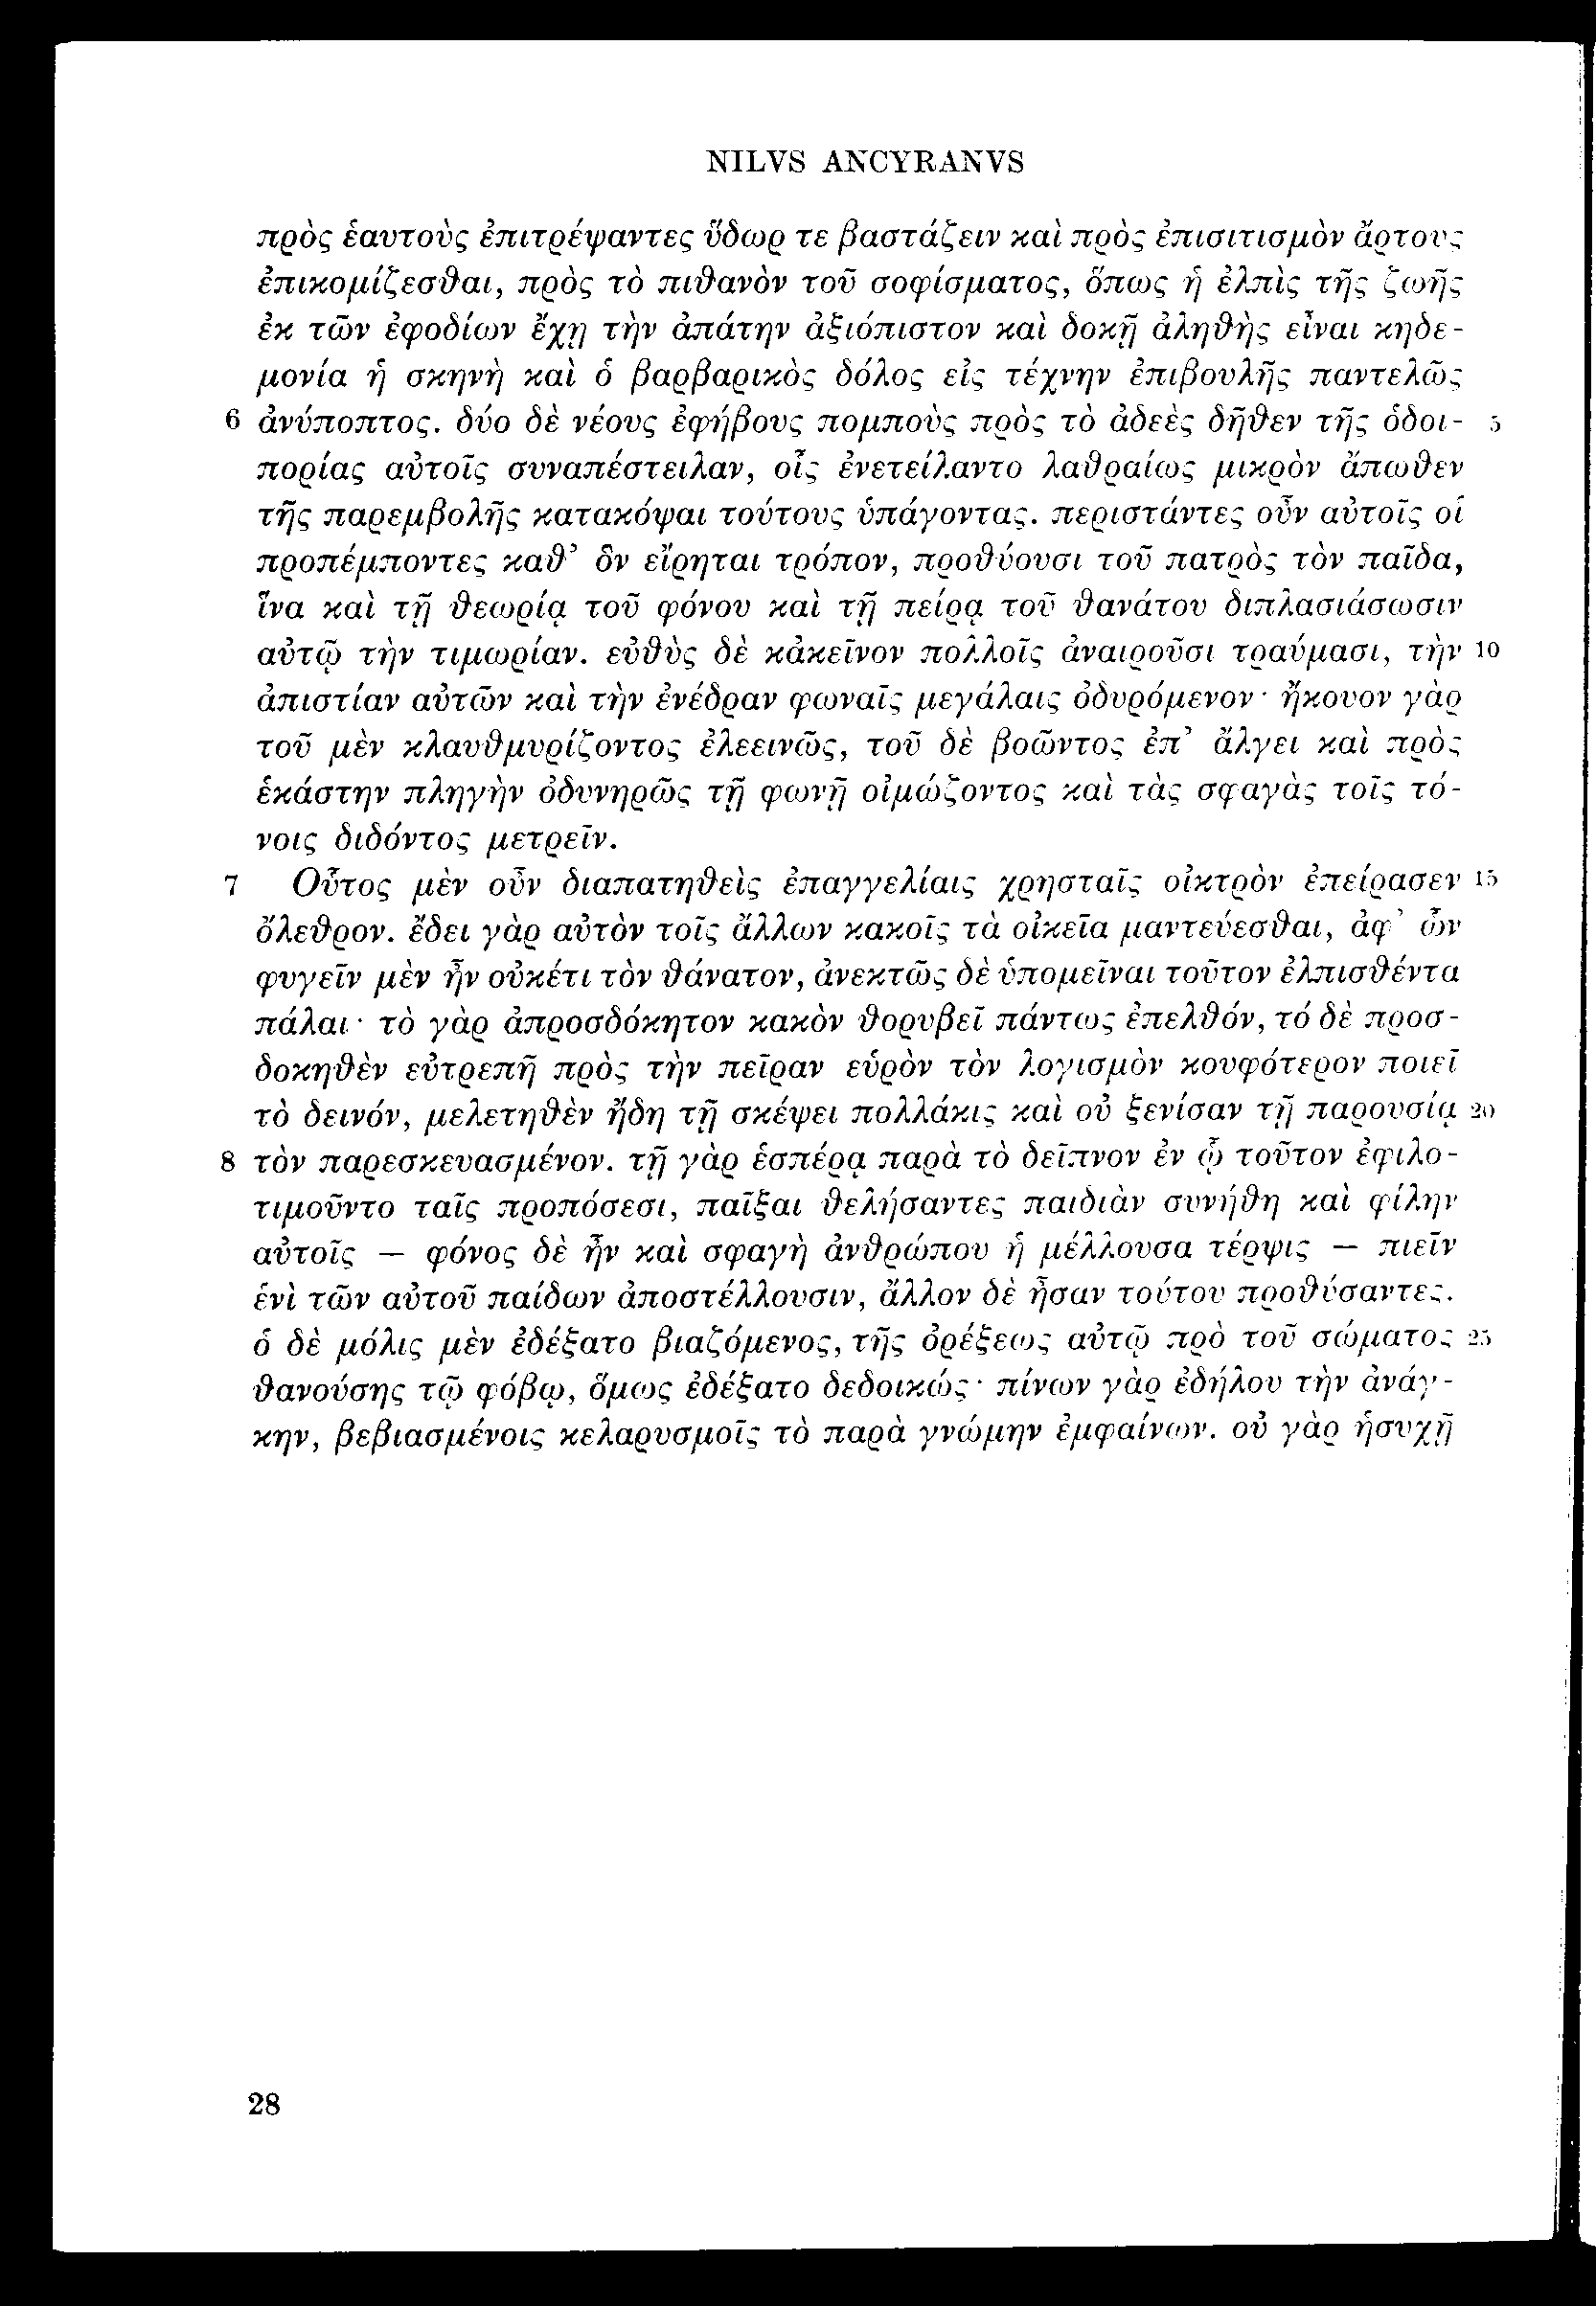 NILVS ANCYRANVS
πρὸς ἑαυτοὺς ἐπιτρέψαντες ὕδωρ τε βαστάζειν καὶ πρὸς ἐπισιτισμὸν ἄρτους
ἐπικομίζεσθαι, πρὸς τὸ πιθανὸν τοῦ σοφίσματος, ὅπως ἡ ἐλπὶς τῆς ζωῆς
ἐκ τῶν ἐφοδίων ἔχῃ τὴν ἀπάτην ἀξιόπιστον καὶ δοκῇ ἀληθὴς εἶναι κηδε-
μονία ἡ σκηνὴ καὶ ὁ βαρβαρικὸς δόλος εἰς τέχνην ἐπιβουλῆς παντελῶς
6 ἀνύποπτος. δύο δὲ νέους ἐφήβους πομποὺς πρὸς τὸ ἀδεὲς δῆθεν τῆς ὁδοι- 5
πορίας αὐτοῖς συναπέστειλαν, οἷς ἐνετείλαντο λαθραίως μικρὸν ἄπωθεν
τῆς παρεμβολῆς κατακόψαι τούτους ὑπάγοντας. περιστάντες οὖν αὐτοῖς οἱ
προπέμποντες καθ’ ὃν εἴρηται τρόπον, προθύουσι τοῦ πατρὸς τὸν παῖδα,
ἵνα καὶ τῇ θεωρίᾳ τοῦ φόνου καὶ τῇ πείρᾳ τοῦ θανάτου διπλασιάσωσιν
αὐτῷ τὴν τιμωρίαν. εὐθὺς δὲ κἀκεῖνον πολλοῖς ἀναιροῦσι τραύμασι, τὴν 10
ἀπιστίαν αὐτῶν καὶ τὴν ἐνέδραν φωναῖς μεγάλαις ὀδυρόμενον· ἤκουον γὰρ
τοῦ μὲν κλαυθμυρίζοντος ἐλεεινῶς, τοῦ δὲ βοῶντος ἐπ’ ἄλγει καὶ πρὸς
ἑκάστην πληγὴν ὀδυνηρῶς τῇ φωνῇ οἰμώζοντος καὶ τὰς σφαγὰς τοῖς τό-
νοις διδόντος μετρεῖν.
7 Οὗτος μὲν οὖν διαπατηθεὶς ἐπαγγελίαις χρησταῖς οἰκτρὸν ἐπείρασεν 15
ὄλεθρον. ἔδει γὰρ αὐτὸν τοῖς ἄλλων κακοῖς τὰ οἰκεῖα μαντεύεσθαι, ἀφ’ ὧν
φυγεῖν μὲν ἦν οὐκέτι τὸν θάνατον, ἀνεκτῶς δὲ ὑπομεῖναι τοῦτον ἐλπισθέντα
πάλαι· τὸ γὰρ ἀπροσδόκητον κακὸν θορυβεῖ πάντως ἐπελθόν, τό δὲ προσ-
δοκηθὲν εὐτρεπῆ πρὸς τὴν πεῖραν εὑρὸν τὸν λογισμὸν κουφότερον ποιεῖ
τὸ δεινόν, μελετηθὲν ἤδη τῇ σκέψει πολλάκις καὶ οὐ ξενίσαν τῇ παρουσίᾳ 20
8 τὸν παρεσκευασμένον. τῇ γὰρ ἑσπέρᾳ παρὰ τὸ δεῖπνον ἐν ᾧ τοῦτον ἐφιλο-
τιμοῦντο ταῖς προπόσεσι, παῖξαι θελήσαντες παιδιὰν συνήθη καὶ φίλην
αὐτοῖς – φόνος δὲ ἦν καὶ σφαγὴ ἀνθρώπου ἡ μέλλουσα τέρψις – πιεῖν
ἑνὶ τῶν αὐτοῦ παίδων ἀποστέλλουσιν, ἄλλον δὲ ἦσαν τούτου προθύσαντες.
ὁ δὲ μόλις μὲν ἐδέξατο βιαζόμενος, τῆς ὀρέξεως αὐτῷ πρὸ τοῦ σώματος 25
θανούσης τῷ φόβῳ, ὅμως ἐδέξατο δεδοικώς· πίνων γὰρ ἐδήλου τὴν ἀνάγ-
κην, βεβιασμένοις κελαρυσμοῖς τὸ παρὰ γνώμην ἐμφαίνων. οὐ γὰρ ἡσυχῇ
28